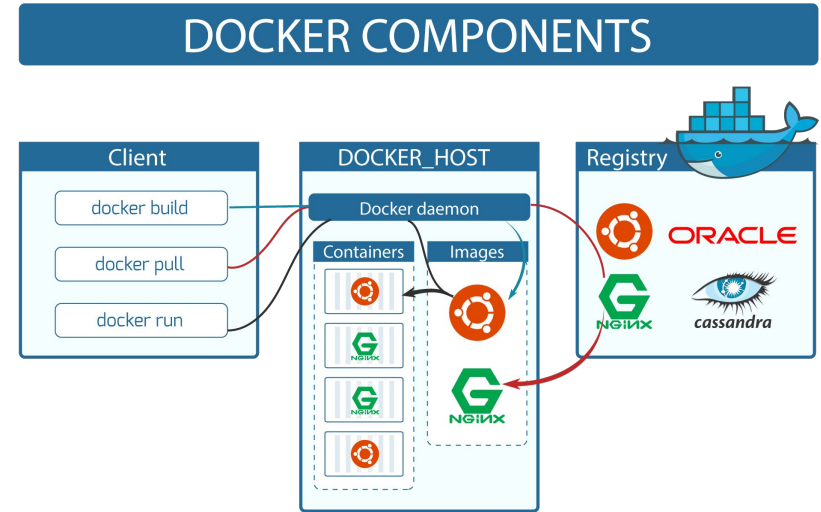 DOCKER COMPONENTS
Client
docker build
docker pull
docker run
DOCKER_HOST
Docker daemon
Containers
NGiNX
NGiNX
Images
NGiNX
Registry
ORACLE
NGiNX
cassandra